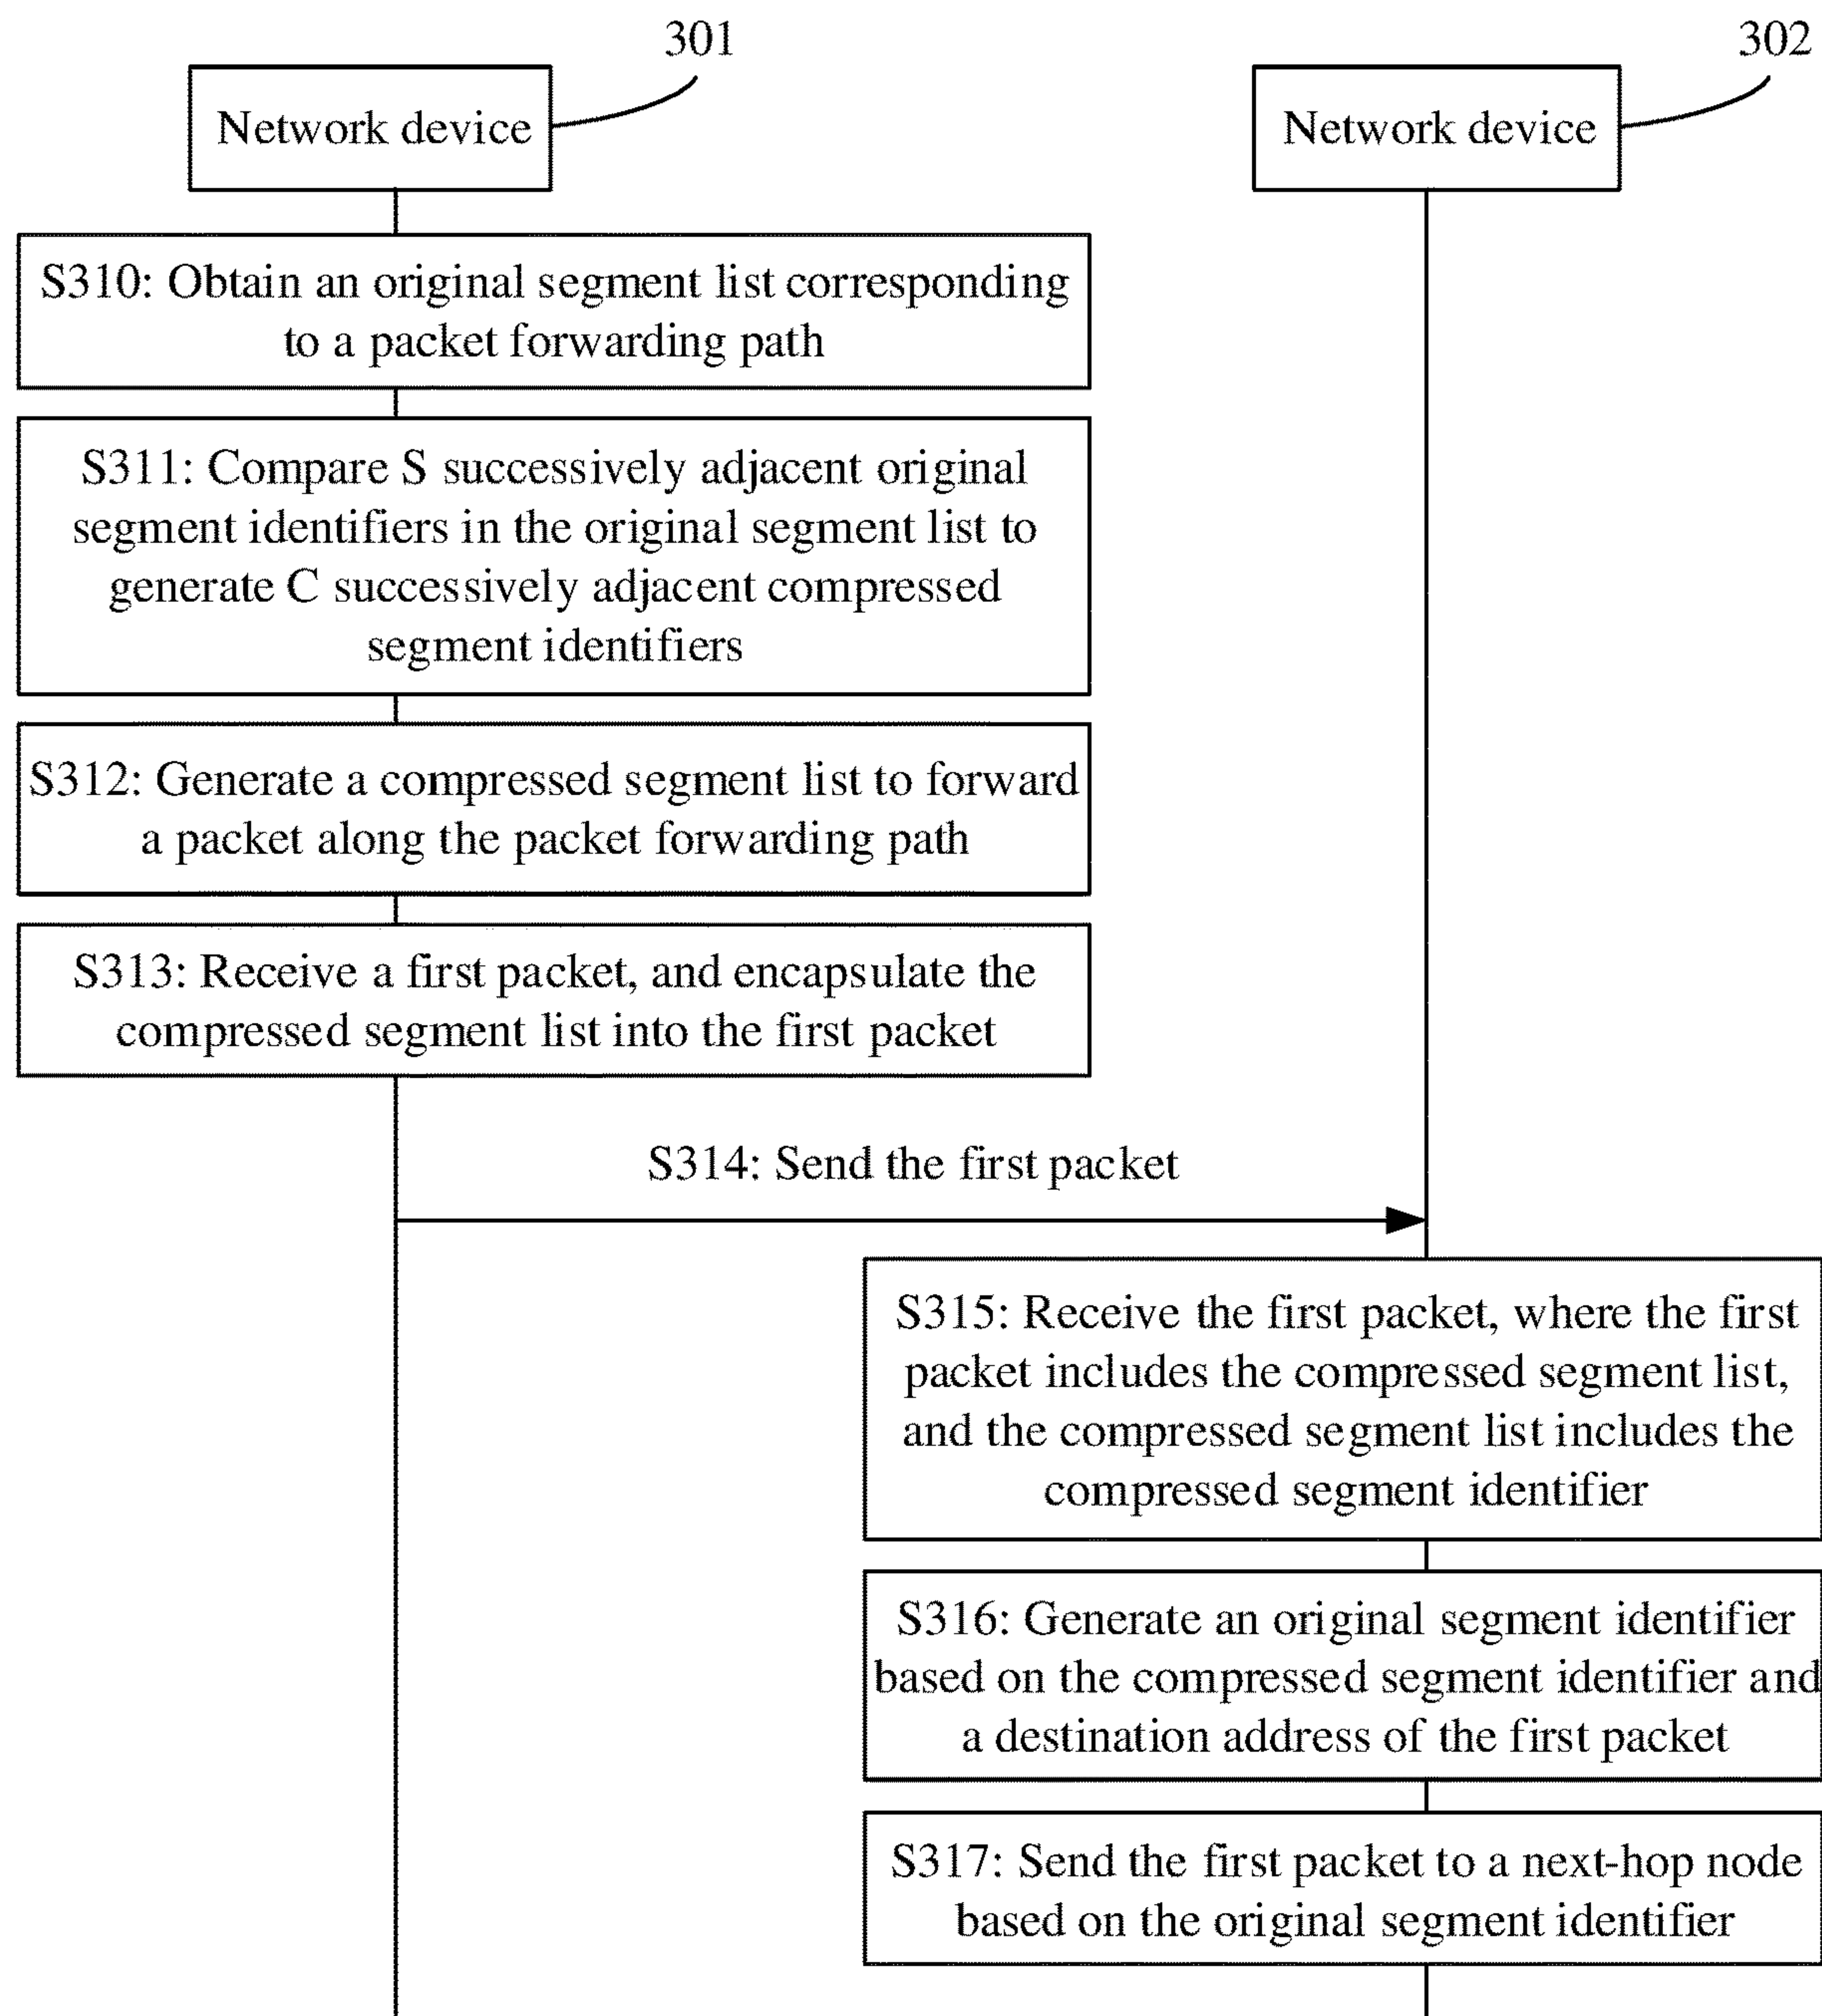 301
302
Network device
Network device
S310: Obtain an original segment list corresponding
to a packet forwarding path
S311: Compare S successively adjacent original
segment identifiers in the original segment list to
generate C successively adjacent compressed
segment identifiers
S312: Generate a compressed segment list to forward
a packet along the packet forwarding path
S313: Receive a first packet, and encapsulate the
compressed segment list into the first packet
S314: Send the first packet
S315: Receive the first packet, where the first
packet includes the compressed segment list,
and the compressed segment list includes the
compressed segment identifier
S316: Generate an original segment identifier
based on the compressed segment identifier and
a destination address of the first packet
S317: Send the first packet to a next-hop node
based on the original segment identifier